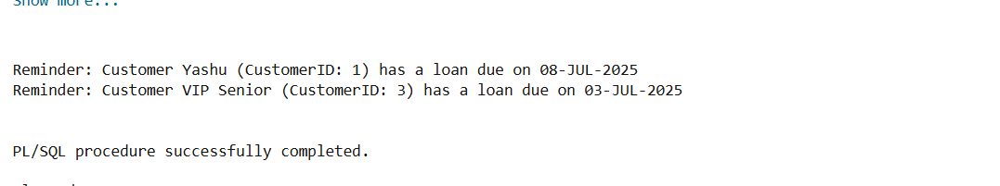 Show more...
Reminder: Customer Yashu (CustomerID: 1) has a loan due on 08-JUL-2025
Reminder: Customer VIP Senior (CustomerID: 3) has a loan due on 03-JUL-2025
PL/SQL procedure successfully completed.